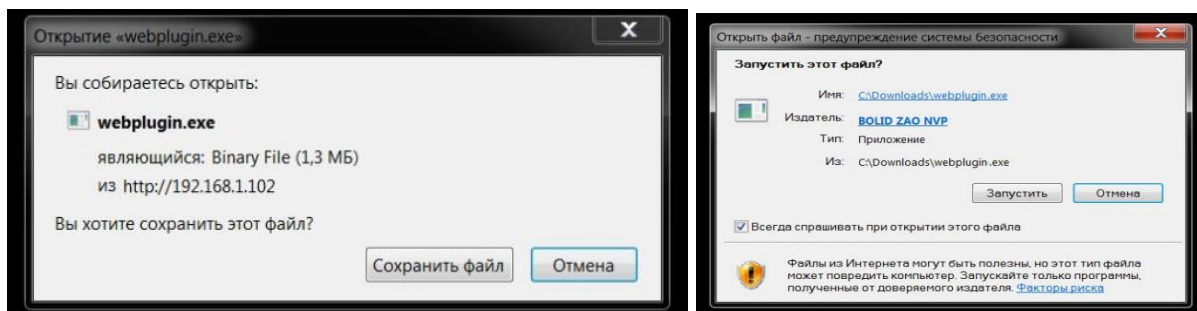 Открытие «webplugin.exe»
Вы собираетесь открыть:
webplugin.exe
являющийся: Binary File (1,3 МБ)
из http://192.168.1.102
Вы хотите сохранить этот файл?
Сохранить файл
Отмена
Открыть файл - предупреждение системы безопасности
Запустить этот файл?
Имя: C:\Downloads\webplugin.exe
Издатель: BOLID ZAO NVP
Тип: Приложение
Из: C:\Downloads\webplugin.exe
Запустить
Отмена
Всегда спрашивать при открытии этого файла
Файлы из Интернета могут быть полезны, но этот тип файла
может повредить компьютер. Запускайте только программы,
полученные от доверяемого издателя. Факторы риска